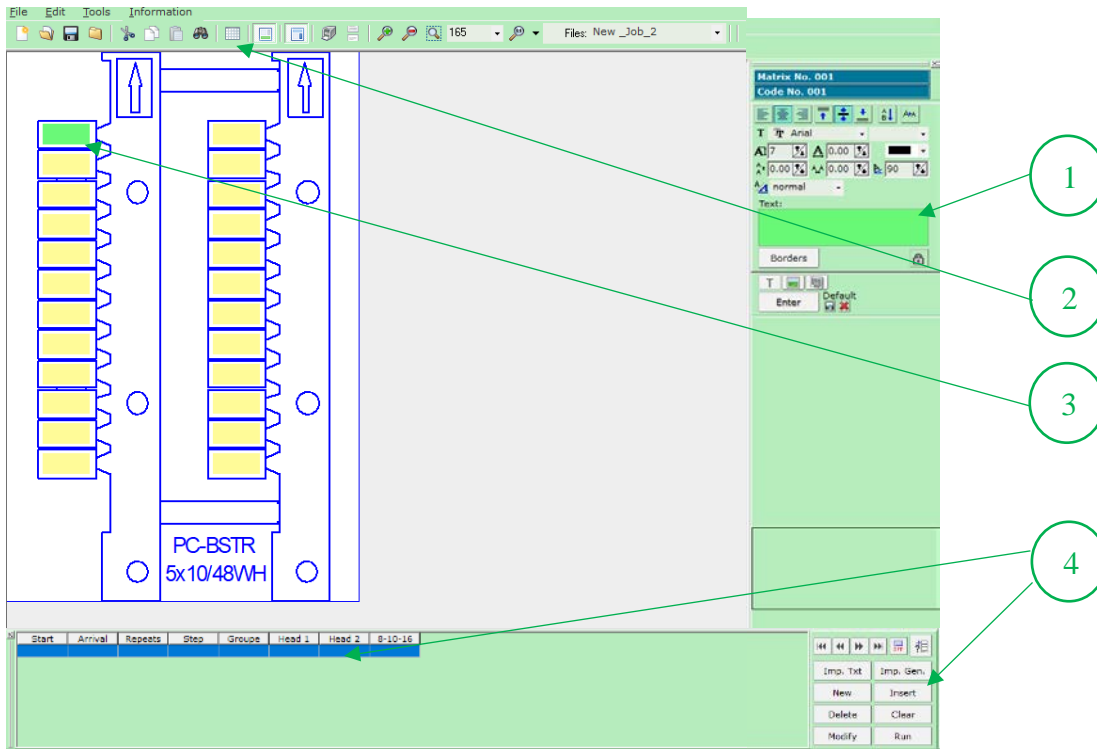 File Edit Tools Information
165 Files: New _Job_2
Matrix No. 001
Code No. 001
T Arial
7 0.00
0.00 0.00 90
normal
Text:
Borders
T
Enter Default
1
2
3
4
PC-BSTR
5x10/48WH
Start Arrival Repeats Step Groupe Head 1 Head 2 8-10-16
Imp. Txt Imp. Gen.
New Insert
Delete Clear
Modify Run